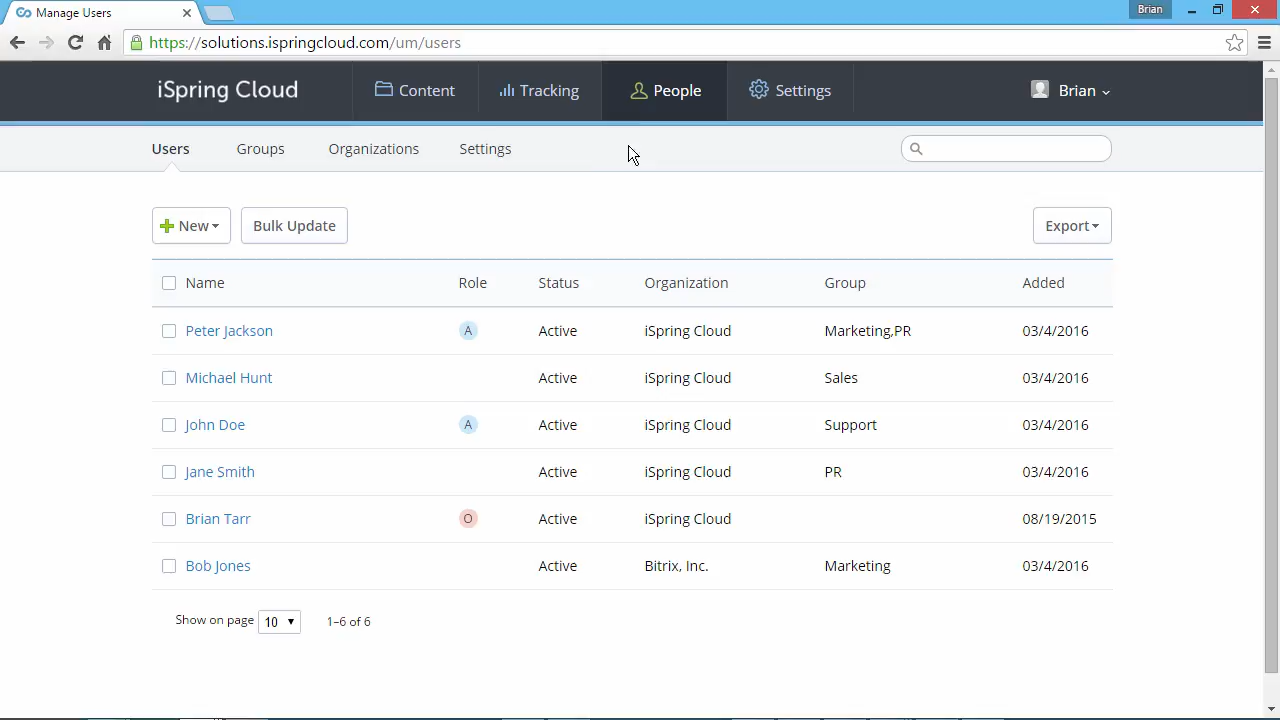 Manage Users
Brian
https://solutions.ispringcloud.com/um/users
iSpring Cloud
Content
Tracking
People
Settings
Brian
Users
Groups
Organizations
Settings
New
Bulk Update
Export
Name Role Status Organization Group Added
Peter Jackson A Active iSpring Cloud Marketing,PR 03/4/2016
Michael Hunt Active iSpring Cloud Sales 03/4/2016
John Doe A Active iSpring Cloud Support 03/4/2016
Jane Smith Active iSpring Cloud PR 03/4/2016
Brian Tarr O Active iSpring Cloud 08/19/2015
Bob Jones Active Bitrix, Inc. Marketing 03/4/2016
Show on page 10 1–6 of 6